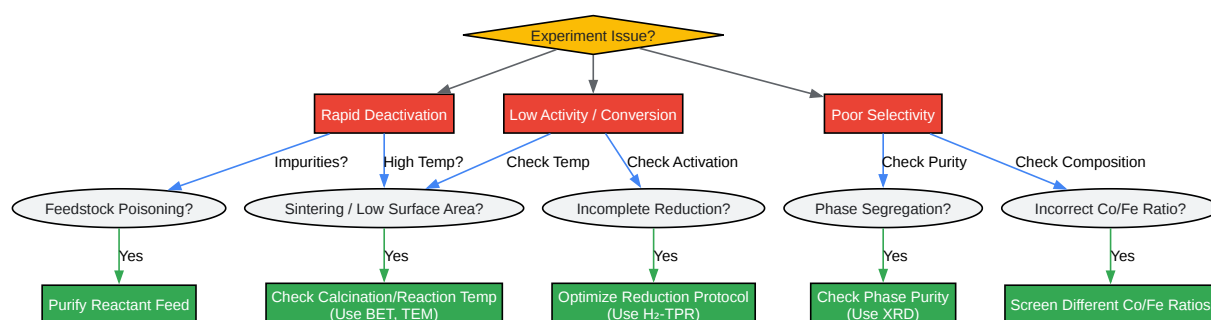 Experiment Issue?
Rapid Deactivation
Low Activity / Conversion
Poor Selectivity
Impurities?
High Temp?
Check Temp
Check Activation
Check Purity
Check Composition
Feedstock Poisoning?
Sintering / Low Surface Area?
Incomplete Reduction?
Phase Segregation?
Incorrect Co/Fe Ratio?
Yes
Yes
Yes
Yes
Yes
Purify Reactant Feed
Check Calcination/Reaction Temp
(Use BET, TEM)
Optimize Reduction Protocol
(Use H₂-TPR)
Check Phase Purity
(Use XRD)
Screen Different Co/Fe Ratios